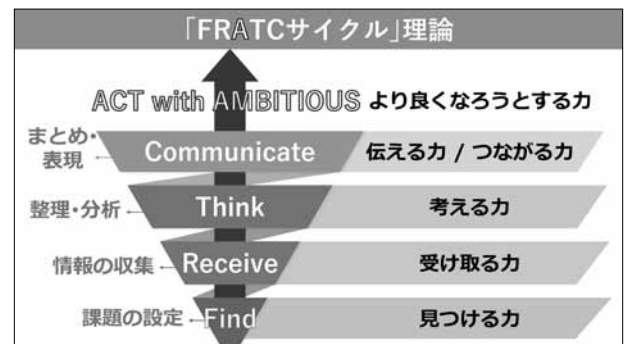 「FRATCサイクル」理論
ACT with AMBITIOUS より良くなろうとする力
まとめ・
表現
Communicate
伝える力 / つながる力
整理・分析
Think
考える力
情報の収集
Receive
受け取る力
課題の設定
Find
見つける力